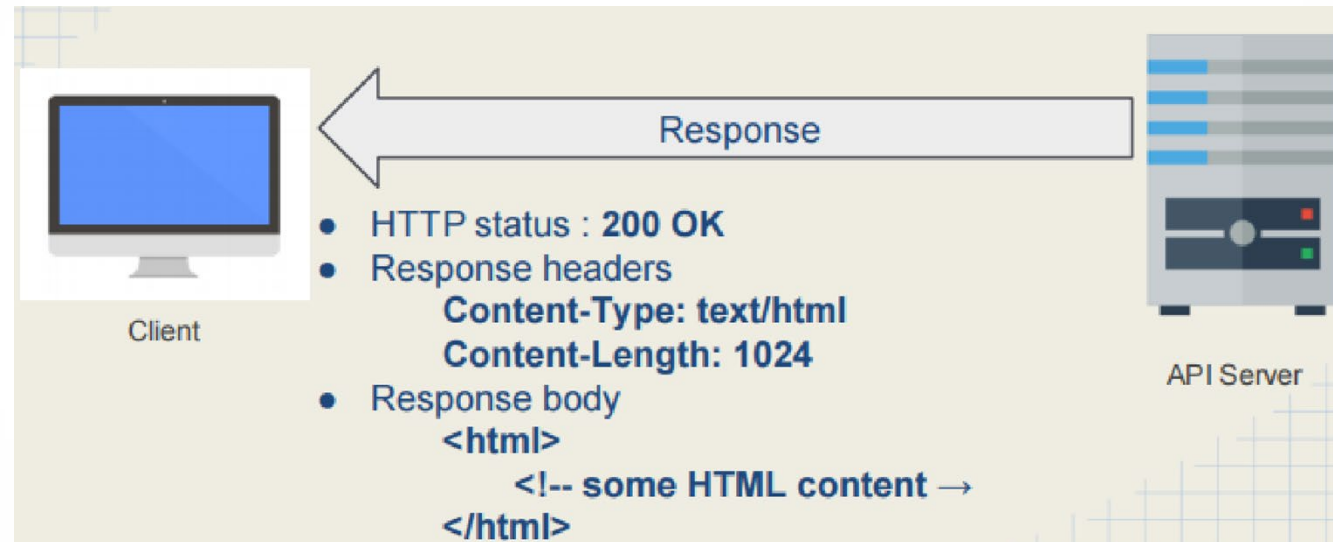 Response
● HTTP status : 200 OK
● Response headers
Content-Type: text/html
Content-Length: 1024
● Response body
<html>
<!-- some HTML content →
</html>
Client
API Server